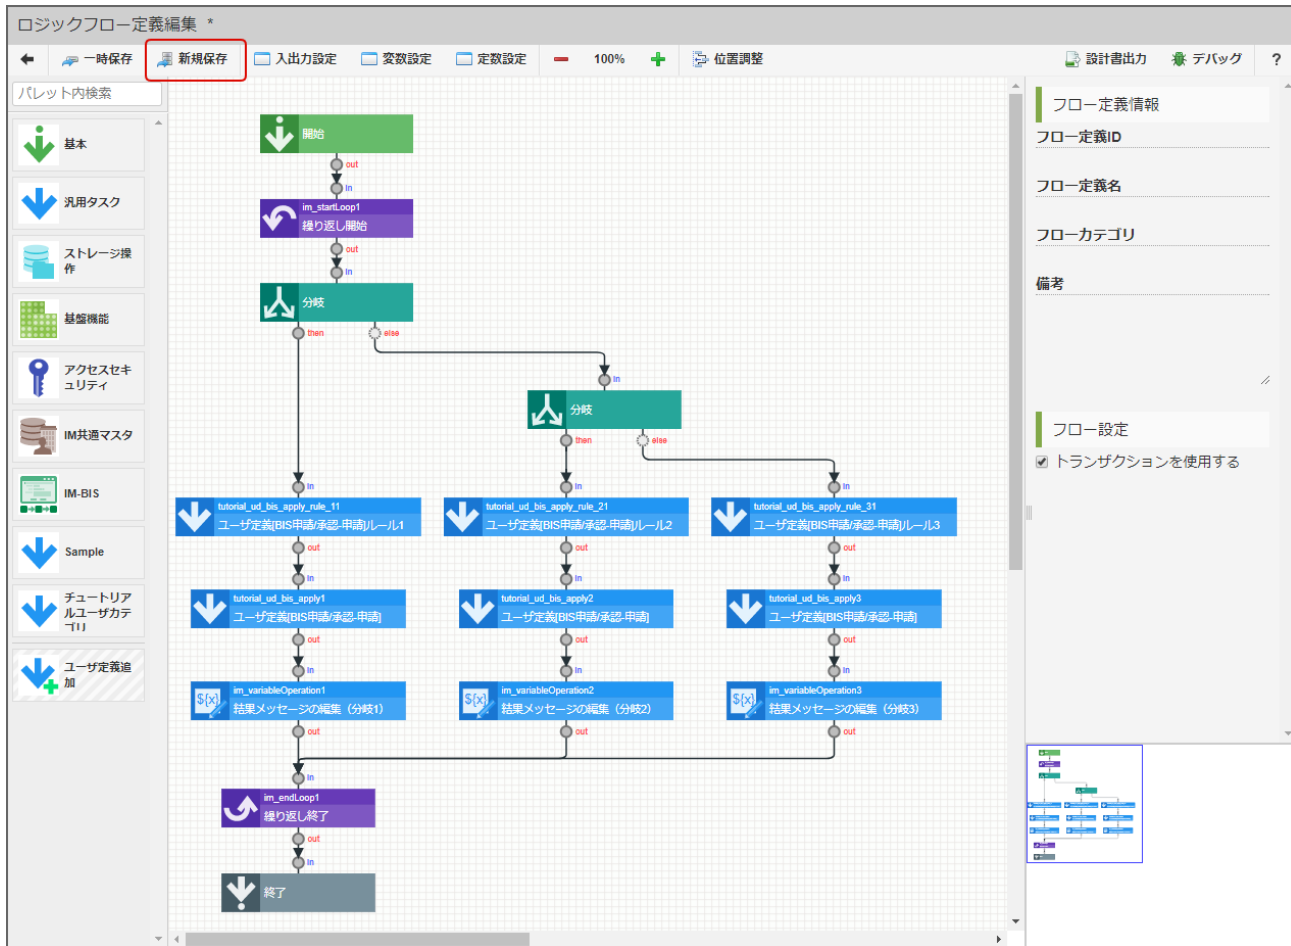 ロジックフロー定義編集 *
一時保存 新規保存 入出力設定 変数設定 定数設定 100% 位置調整 設計書出力 デバッグ ?
パレット内検索
基本
汎用タスク
ストレージ操
作
基盤機能
アクセスセキ
ュリティ
IM共通マスタ
IM-BIS
Sample
チュートリア
ルユーザカテ
ゴリ
ユーザ定義追
加
開始
out
in
im_startLoop1
繰り返し開始
out
in
分岐
then else
in
分岐
then else
in in in
tutorial_ud_bis_apply_rule_11 tutorial_ud_bis_apply_rule_21 tutorial_ud_bis_apply_rule_31
ユーザ定義[BIS申請/承認-申請]ルール1 ユーザ定義[BIS申請/承認-申請]ルール2 ユーザ定義[BIS申請/承認-申請]ルール3
out out out
in in in
tutorial_ud_bis_apply1 tutorial_ud_bis_apply2 tutorial_ud_bis_apply3
ユーザ定義[BIS申請/承認-申請] ユーザ定義[BIS申請/承認-申請] ユーザ定義[BIS申請/承認-申請]
out out out
in in in
${x} im_variableOperation1 ${x} im_variableOperation2 ${x} im_variableOperation3
結果メッセージの編集（分岐1） 結果メッセージの編集（分岐2） 結果メッセージの編集（分岐3）
out out out
in
im_endLoop1
繰り返し終了
out
in
終了
フロー定義情報
フロー定義ID
フロー定義名
フローカテゴリ
備考
フロー設定
トランザクションを使用する